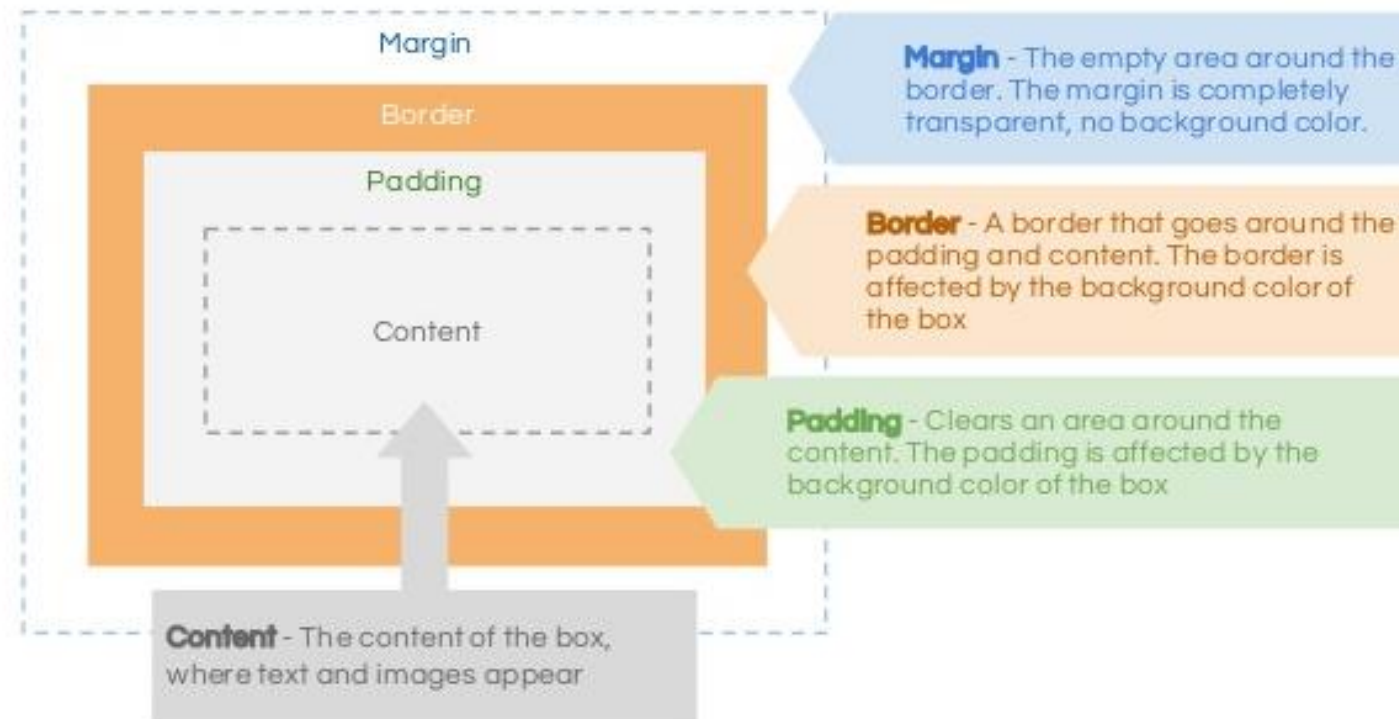 Margin
Border
Padding
Content
Margin - The empty area around the
border. The margin is completely
transparent, no background color.
Border - A border that goes around the
padding and content. The border is
affected by the background color of
the box
Padding - Clears an area around the
content. The padding is affected by the
background color of the box
Content - The content of the box,
where text and images appear